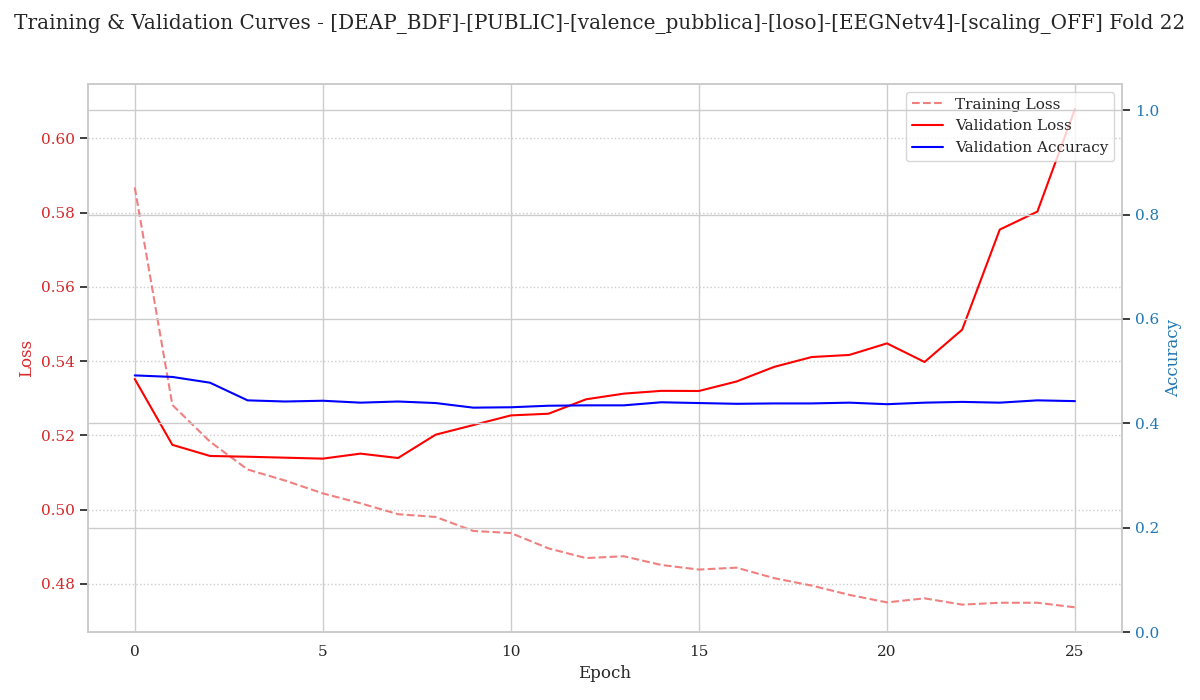 Training & Validation Curves - [DEAP_BDF]-[PUBLIC]-[valence_pubblica]-[loso]-[EEGNetv4]-[scaling_OFF] Fold 22
Training Loss
Validation Loss
Validation Accuracy
0.60
0.58
0.56
0.54
0.52
0.50
0.48
Loss
1.0
0.8
0.6
0.4
0.2
0.0
Accuracy
0 5 10 15 20 25
Epoch